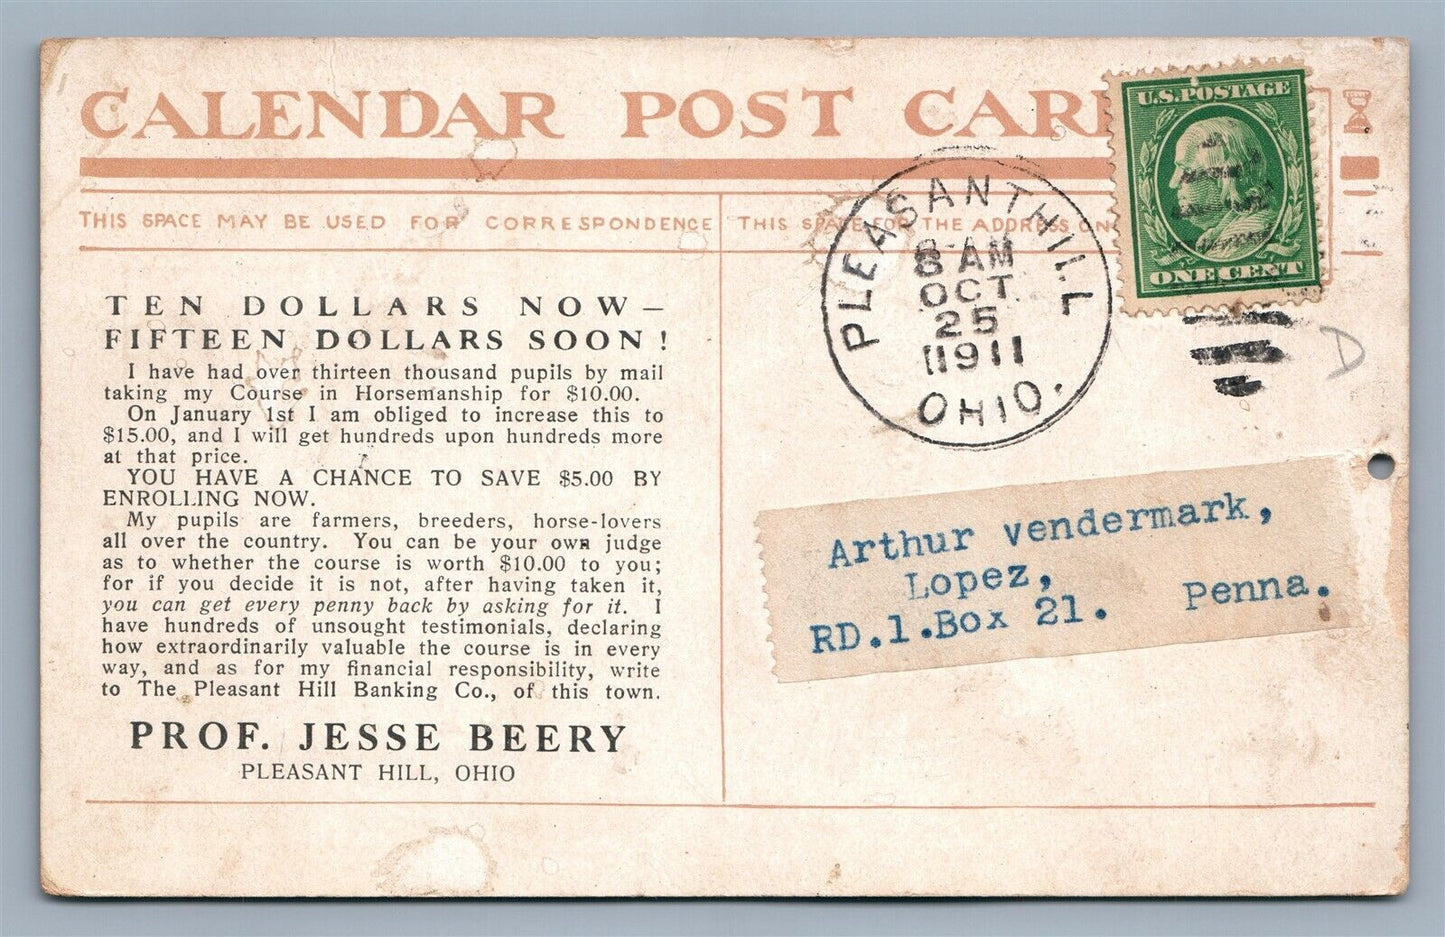 CALENDAR POST CAR
U.S.POSTAGE
ONE CENT
THIS SPACE MAY BE USED FOR CORRESPONDENCE
THIS SPACE FOR THE ADDRESS ON
PLEASANT HILL
8 AM
OCT
25
1911
OHIO.
D
TEN DOLLARS NOW—
FIFTEEN DOLLARS SOON!
I have had over thirteen thousand pupils by mail
taking my Course in Horsemanship for $10.00.
On January 1st I am obliged to increase this to
$15.00, and I will get hundreds upon hundreds more
at that price.
YOU HAVE A CHANCE TO SAVE $5.00 BY
ENROLLING NOW.
My pupils are farmers, breeders, horse-lovers
all over the country. You can be your own judge
as to whether the course is worth $10.00 to you;
for if you decide it is not, after having taken it,
you can get every penny back by asking for it. I
have hundreds of unsought testimonials, declaring
how extraordinarily valuable the course is in every
way, and as for my financial responsibility, write
to The Pleasant Hill Banking Co., of this town.
PROF. JESSE BEERY
PLEASANT HILL, OHIO
Arthur vendermark,
Lopez,
RD.1.Box 21. Penna.